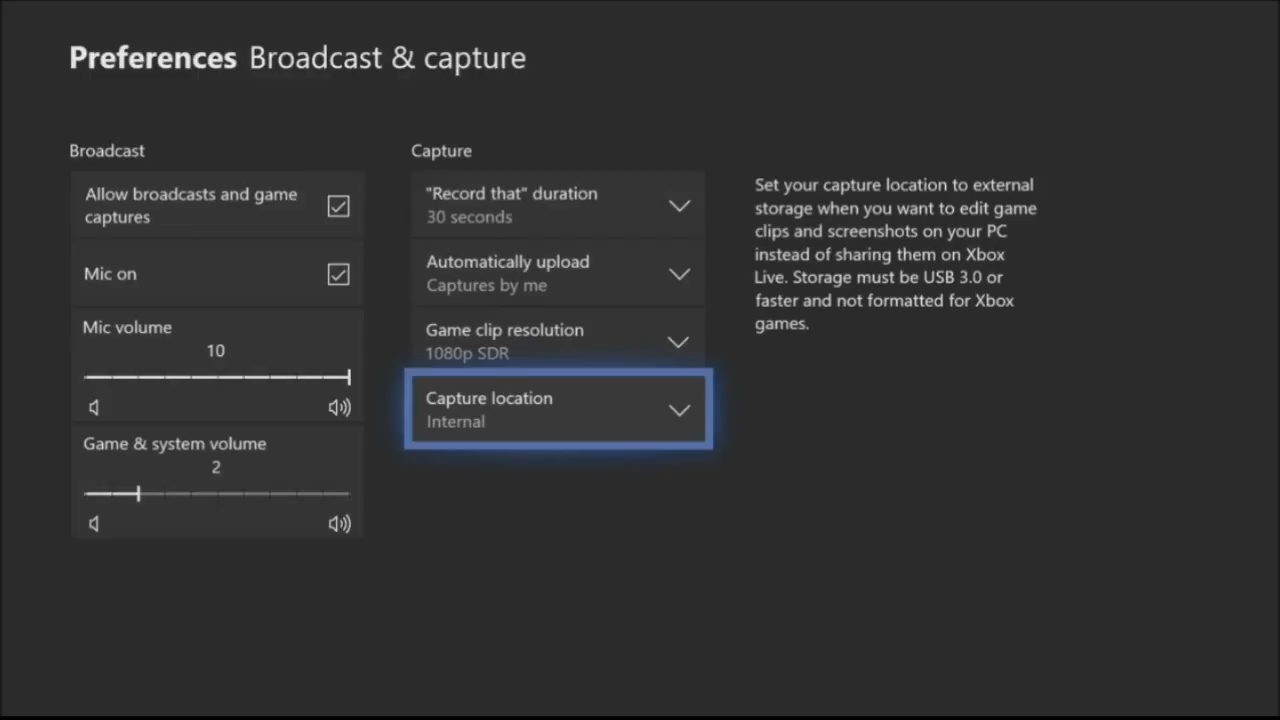 Preferences Broadcast & capture
Broadcast
Allow broadcasts and game
captures
Mic on
Mic volume
10
Game & system volume
2
Capture
"Record that" duration
30 seconds
Automatically upload
Captures by me
Game clip resolution
1080p SDR
Capture location
Internal
Set your capture location to external
storage when you want to edit game
clips and screenshots on your PC
instead of sharing them on Xbox
Live. Storage must be USB 3.0 or
faster and not formatted for Xbox
games.